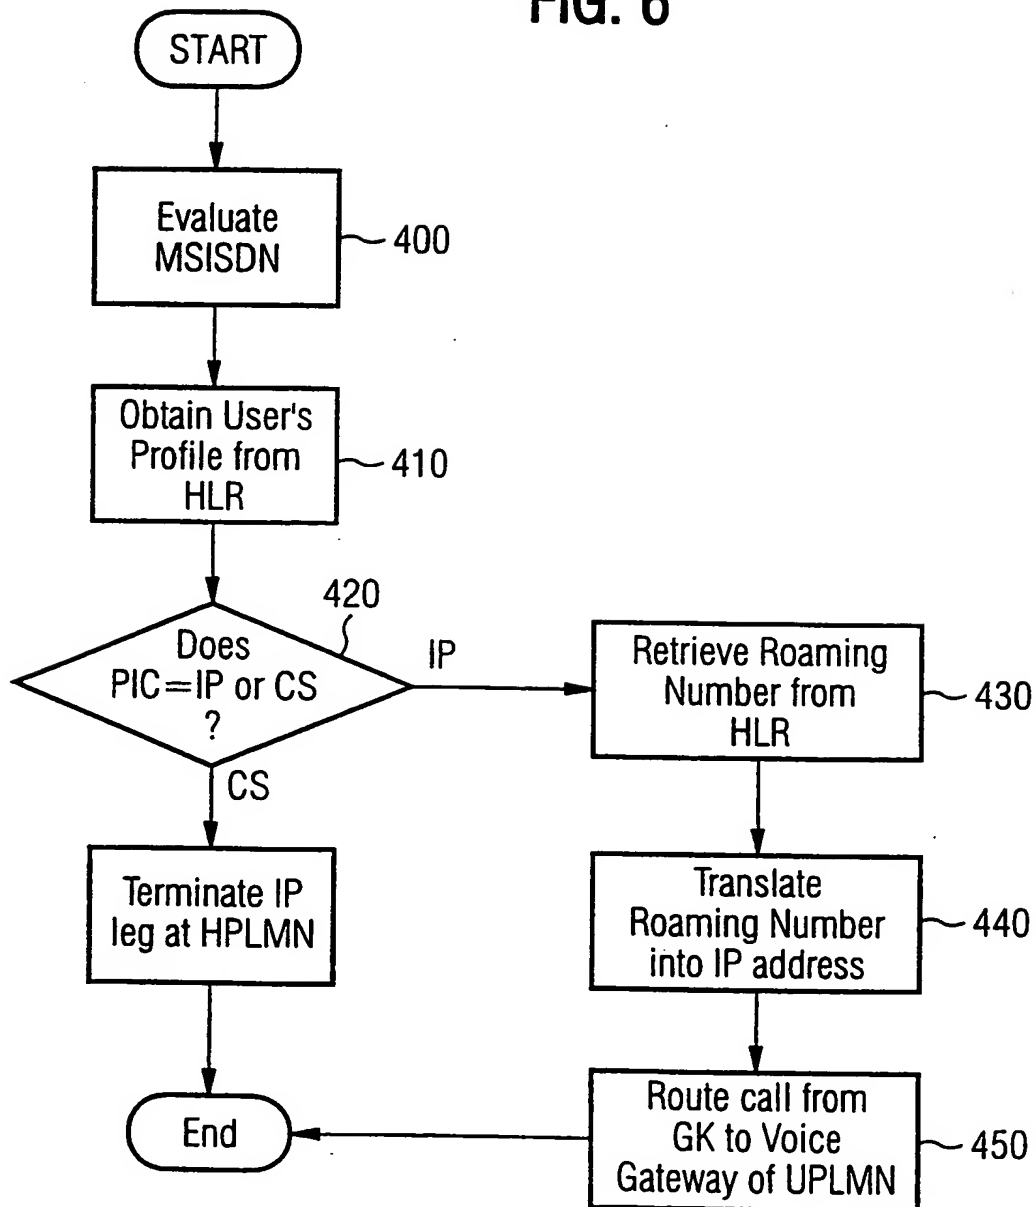 FIG. 6
START
Evaluate
MSISDN
400
Obtain User's
Profile from
HLR
410
420
Does
PIC=IP or CS
?
IP
CS
Retrieve Roaming
Number from
HLR
430
Terminate IP
leg at HPLMN
Translate
Roaming Number
into IP address
440
End
Route call from
GK to Voice
Gateway of UPLMN
450